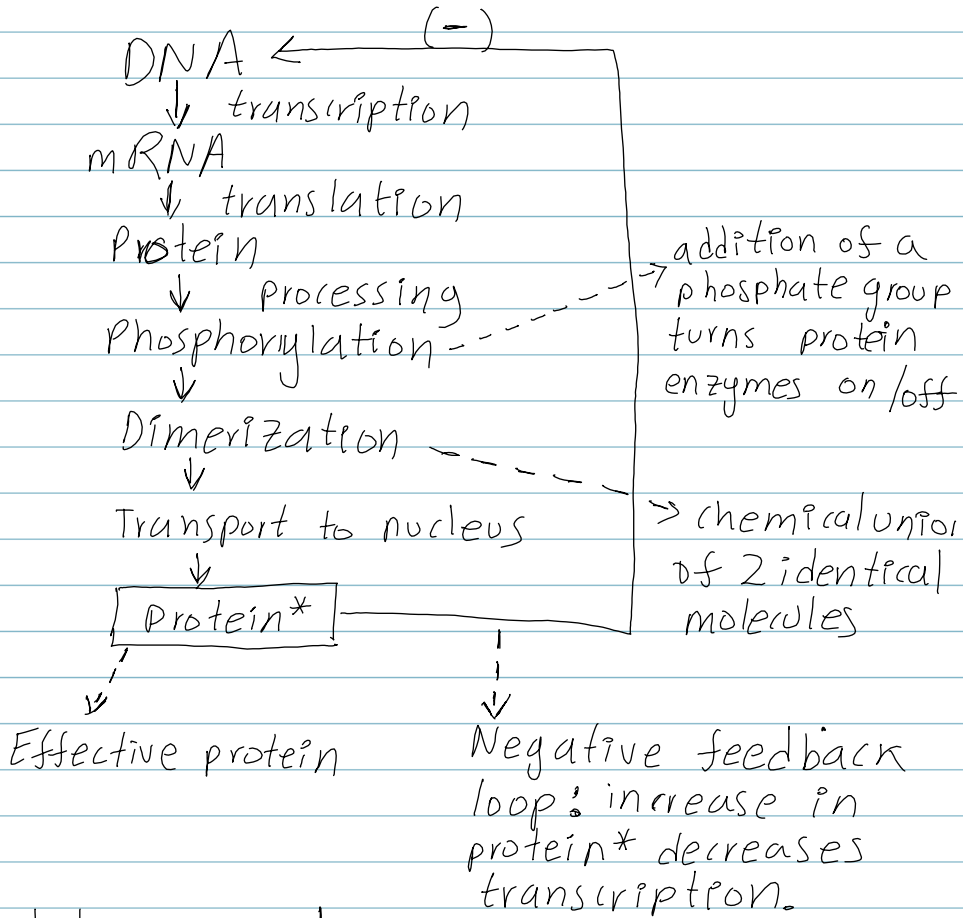 (-)
DNA
transcription
mRNA
translation
Protein
processing
Phosphorylation
addition of a
phosphate group
turns protein
enzymes on/off
Dimerization
Transport to nucleus
chemical union
of 2 identical
molecules
Protein*
Effective protein
Negative feedback
loop: increase in
protein* decreases
transcription.